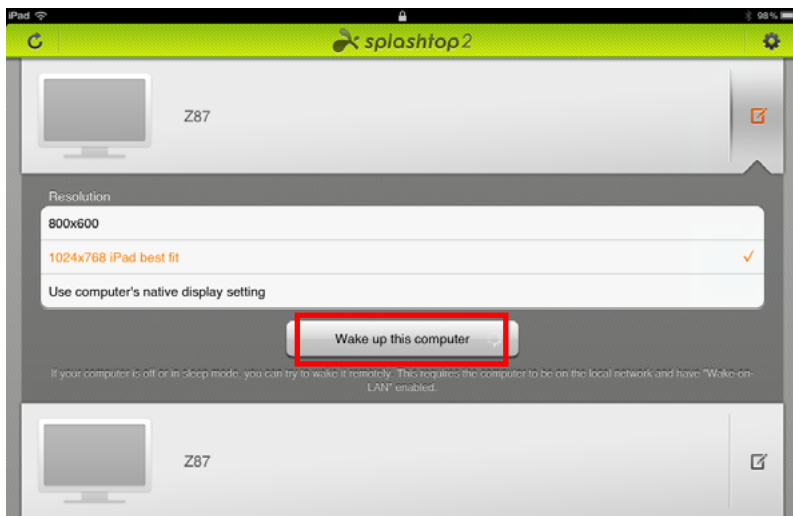 iPad 98%
splashtop2
Z87
Resolution
800x600
1024x768 iPad best fit
Use computer's native display setting
Wake up this computer
If your computer is off or in sleep mode, you can try to wake it remotely. This requires the computer to be on the local network and have "Wake-on-
LAN" enabled.
Z87